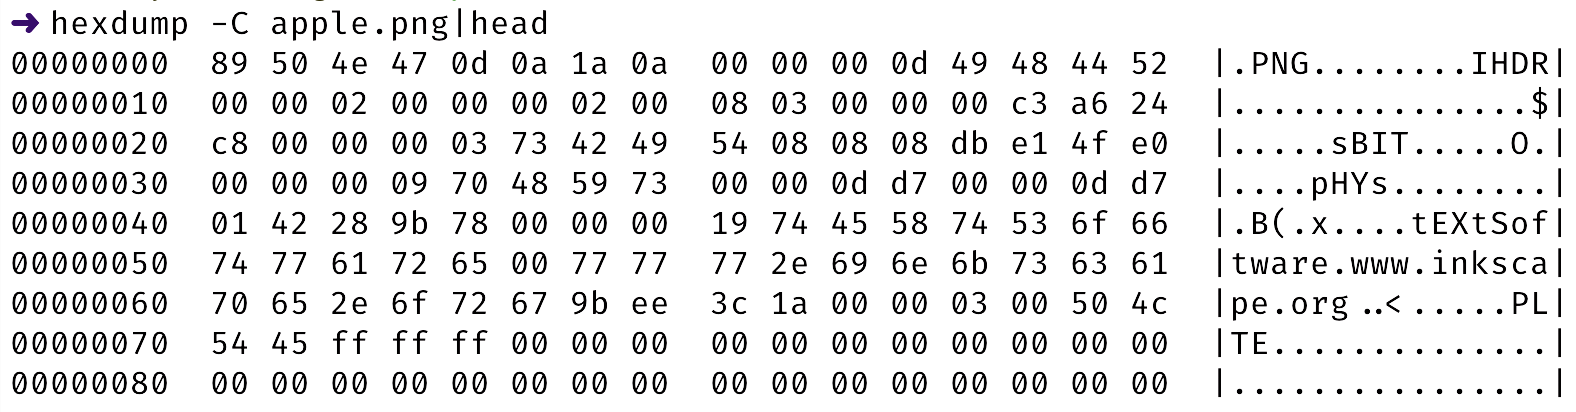 ➜ hexdump -C apple.png|head
00000000  89 50 4e 47 0d 0a 1a 0a  00 00 00 0d 49 48 44 52  |.PNG........IHDR|
00000010  00 00 02 00 00 00 02 00  08 03 00 00 00 c3 a6 24  |...............$|
00000020  c8 00 00 00 03 73 42 49  54 08 08 08 db e1 4f e0  |.....sBIT.....O.|
00000030  00 00 00 09 70 48 59 73  00 00 0d d7 00 00 0d d7  |....pHYs........|
00000040  01 42 28 9b 78 00 00 00  19 74 45 58 74 53 6f 66  |.B(.x....tEXtSof|
00000050  74 77 61 72 65 00 77 77  77 2e 69 6e 6b 73 63 61  |tware.www.inksca|
00000060  70 65 2e 6f 72 67 9b ee  3c 1a 00 00 03 00 50 4c  |pe.org..<.....PL|
00000070  54 45 ff ff ff 00 00 00  00 00 00 00 00 00 00 00  |TE..............|
00000080  00 00 00 00 00 00 00 00  00 00 00 00 00 00 00 00  |................|